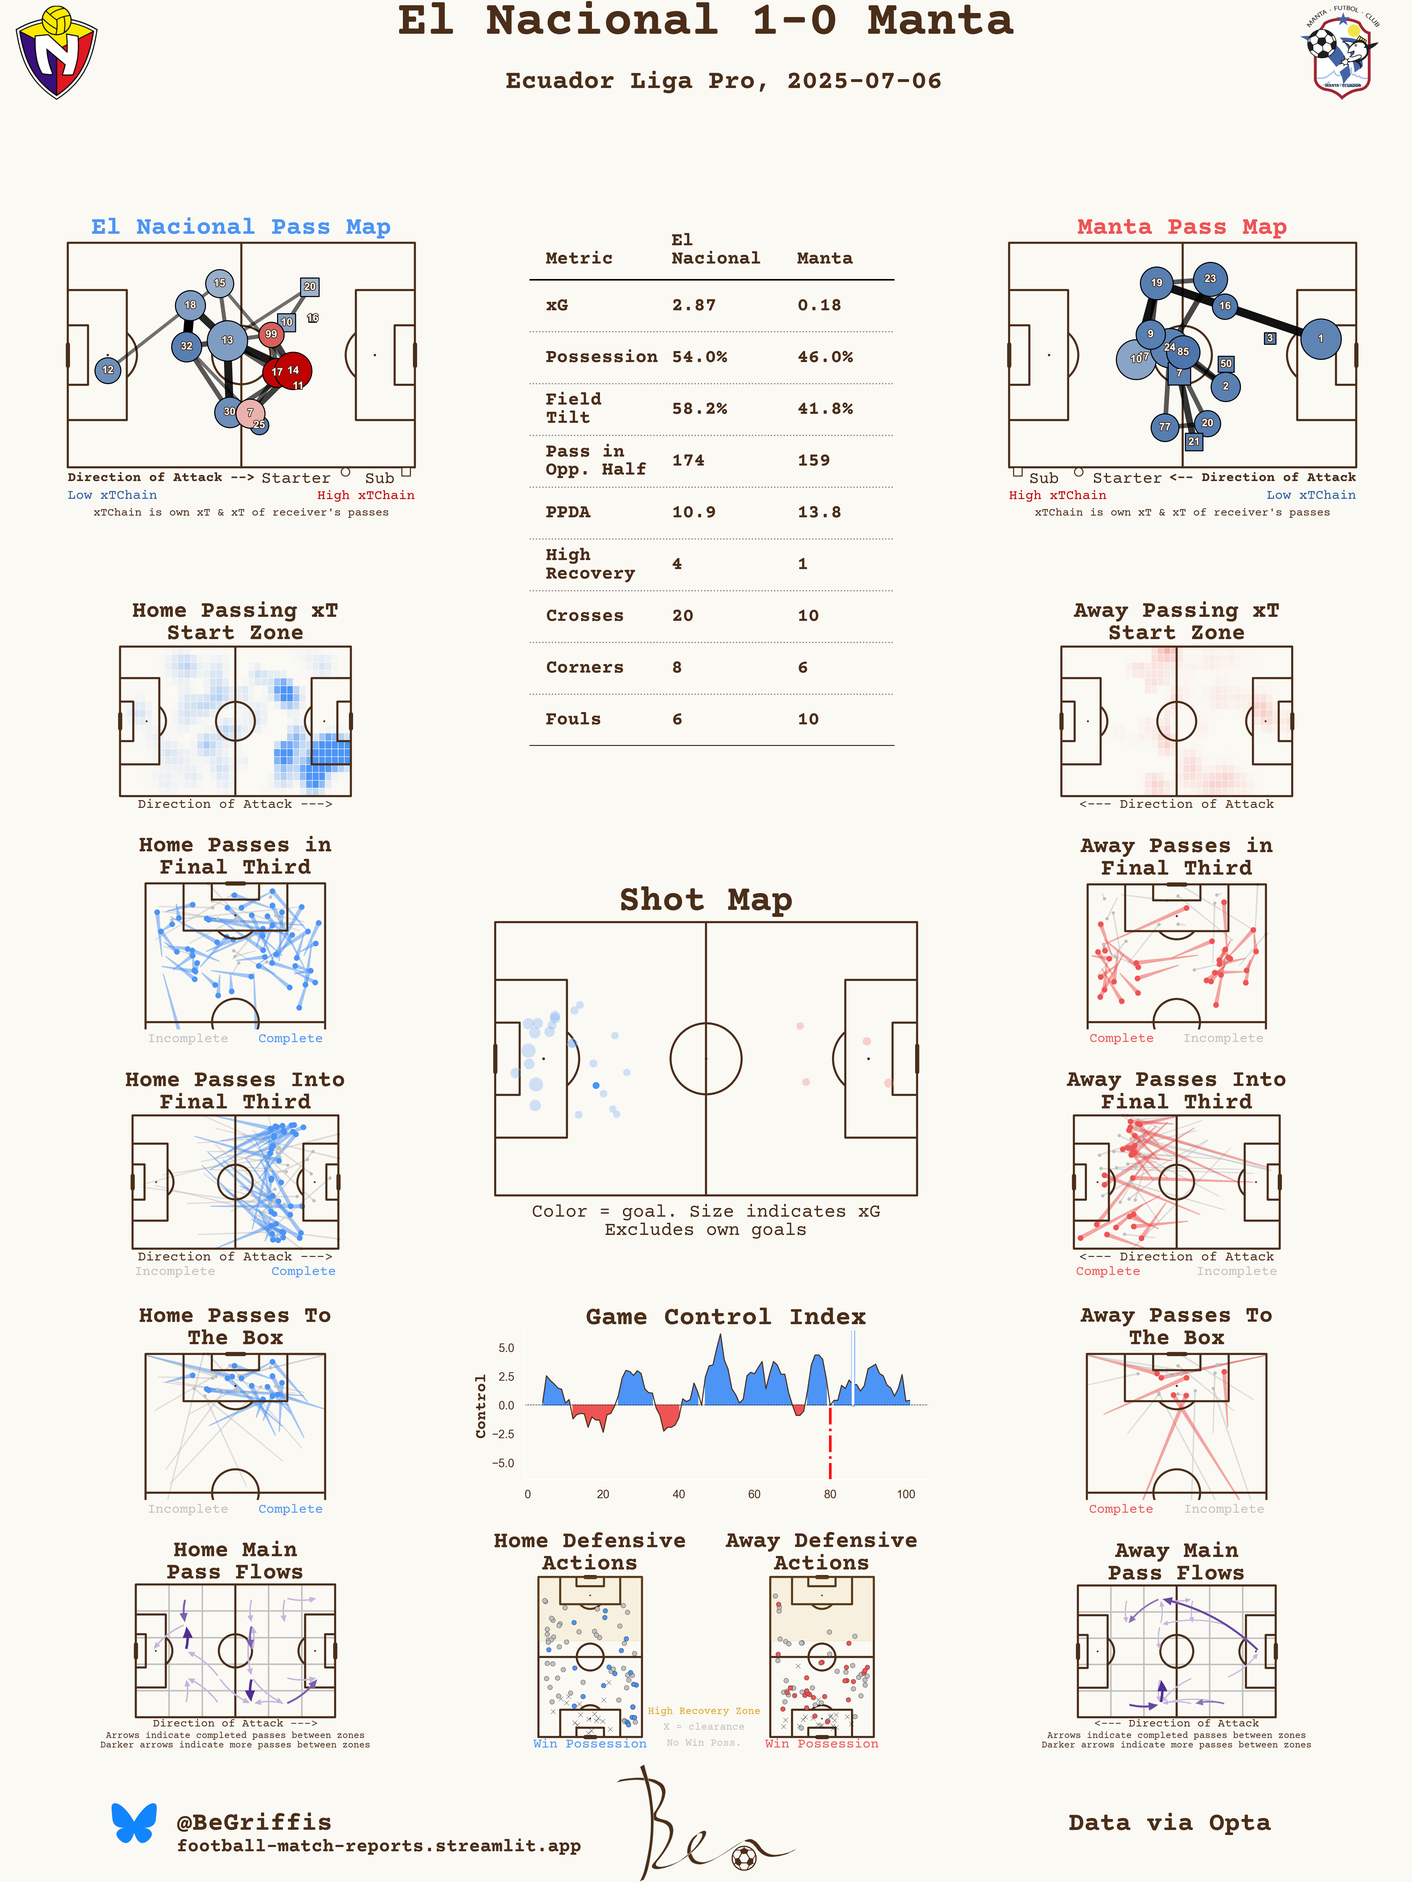 El Nacional 1-0 Manta
Ecuador Liga Pro, 2025-07-06
MANTA · FUTBOL · CLUB
MANTA · ECUADOR
N
El Nacional Pass Map
15
20
18
10
16
99
13
32
12
17
14
11
30
7
25
Direction of Attack --> Starter Sub
Low xTChain High xTChain
xTChain is own xT & xT of receiver's passes
Metric El Nacional Manta
xG 2.87 0.18
Possession 54.0% 46.0%
Field Tilt 58.2% 41.8%
Pass in Opp. Half 174 159
PPDA 10.9 13.8
High Recovery 4 1
Crosses 20 10
Corners 8 6
Fouls 6 10
Manta Pass Map
19
23
16
9
3
1
24
85
10
50
7
2
77
20
21
Sub Starter <-- Direction of Attack
High xTChain Low xTChain
xTChain is own xT & xT of receiver's passes
Home Passing xT
Start Zone
Direction of Attack --->
Away Passing xT
Start Zone
<--- Direction of Attack
Home Passes in
Final Third
Incomplete Complete
Away Passes in
Final Third
Complete Incomplete
Shot Map
Color = goal. Size indicates xG
Excludes own goals
Home Passes Into
Final Third
Direction of Attack --->
Incomplete Complete
Away Passes Into
Final Third
<--- Direction of Attack
Complete Incomplete
Home Passes To
The Box
Incomplete Complete
Game Control Index
Control
5.0
2.5
0.0
−2.5
−5.0
0 20 40 60 80 100
Away Passes To
The Box
Complete Incomplete
Home Main
Pass Flows
Direction of Attack --->
Arrows indicate completed passes between zones
Darker arrows indicate more passes between zones
Home Defensive
Actions
Win Possession
Away Defensive
Actions
Win Possession
High Recovery Zone
X = clearance
No Win Poss.
Away Main
Pass Flows
<--- Direction of Attack
Arrows indicate completed passes between zones
Darker arrows indicate more passes between zones
@BeGriffis
football-match-reports.streamlit.app
Ben
Data via Opta